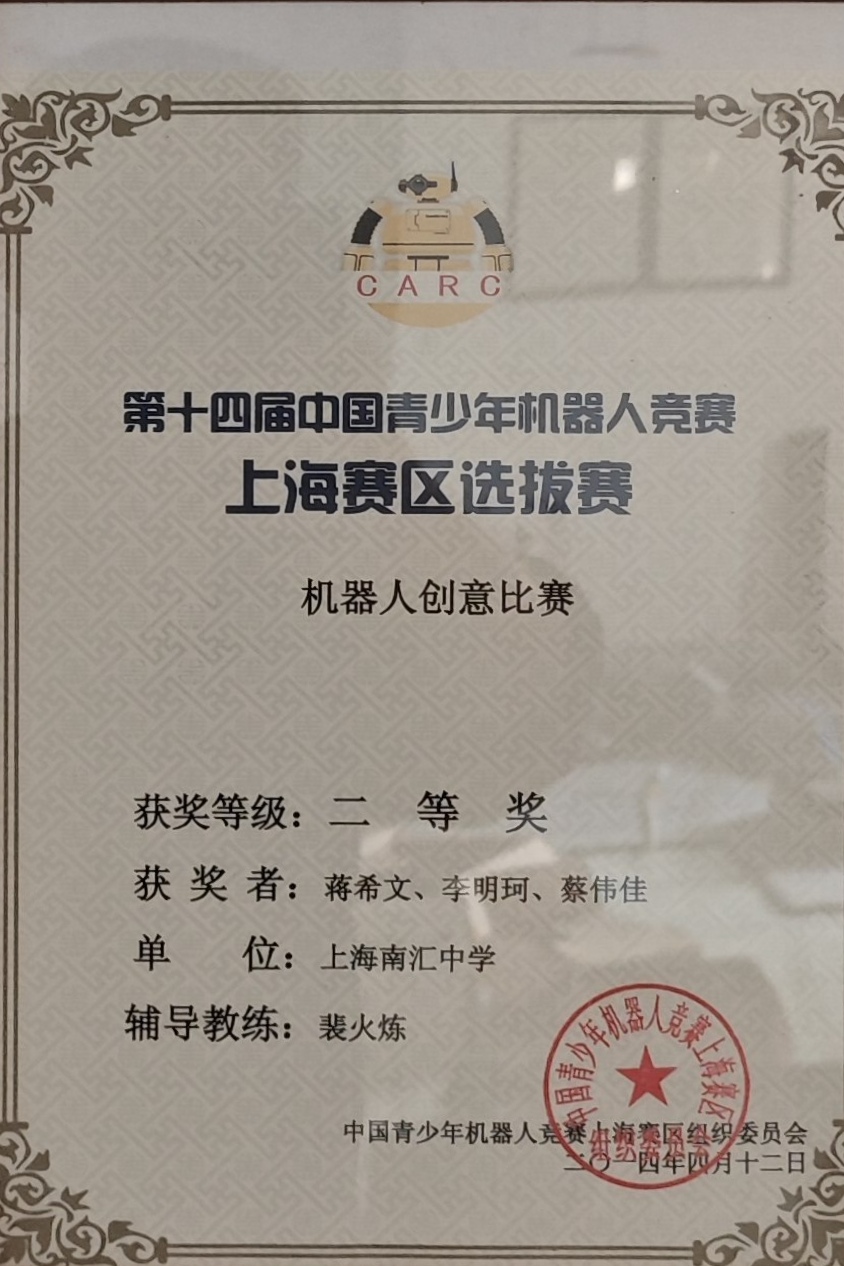 CARC
第十四届中国青少年机器人竞赛
上海赛区选拔赛
机器人创意比赛
获奖等级：二 等 奖
获 奖 者：蒋希文、李明珂、蔡伟佳
单 位：上海南汇中学
辅导教练：裴火炼
中国青少年机器人竞赛上海赛区组织委员会
二〇一四年四月十二日
中国青少年机器人竞赛上海赛区
组织委员会